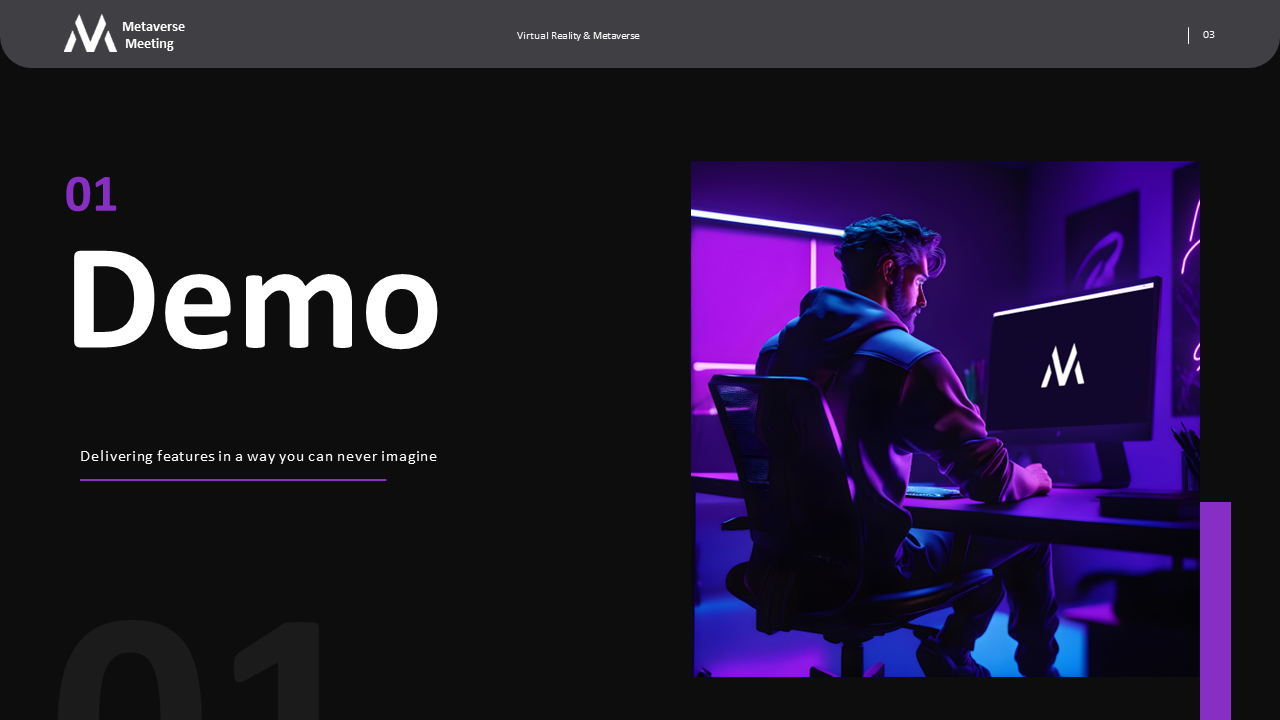 Metaverse
Meeting
Virtual Reality & Metaverse
03
01
Demo
Delivering features in a way you can never imagine
01